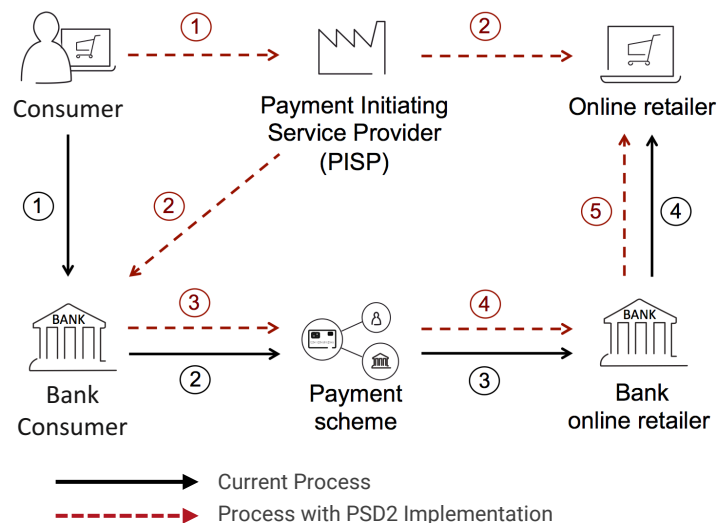 1
2
Consumer
Payment Initiating
Service Provider
(PISP)
Online retailer
1
2
5
4
BANK
3
4
BANK
2
3
Bank
Consumer
Payment
scheme
Bank
online retailer
Current Process
Process with PSD2 Implementation